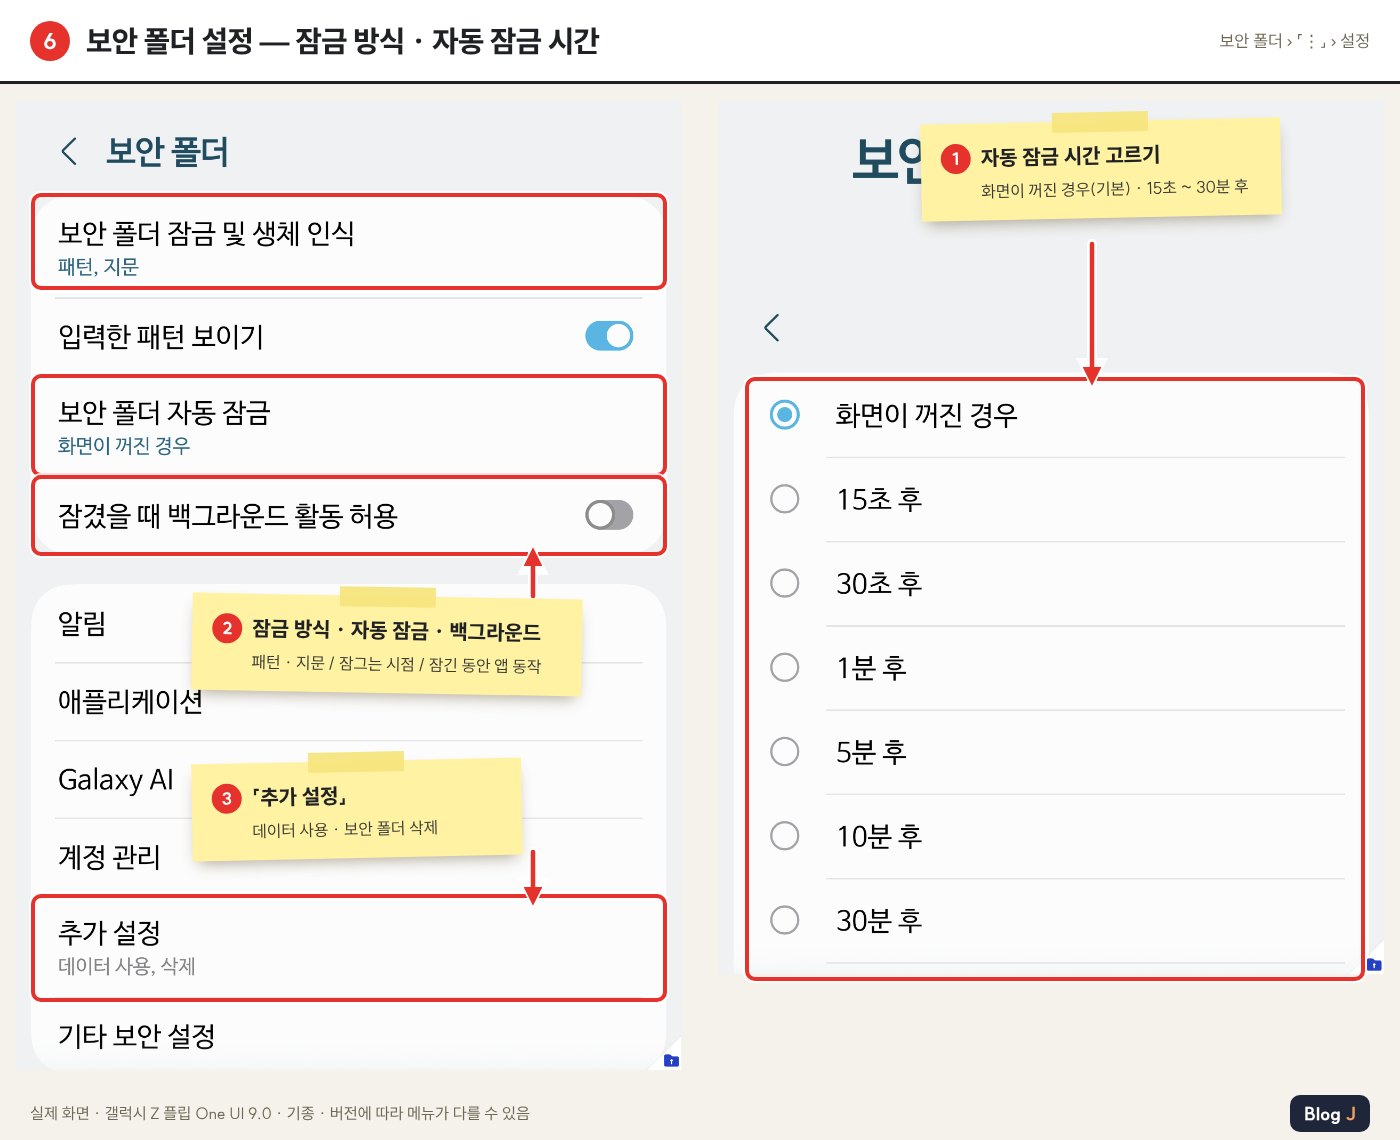 6 보안 폴더 설정 — 잠금 방식 · 자동 잠금 시간
보안 폴더 › 「 ⋮ 」 › 설정
보안 폴더
보안 폴더 잠금 및 생체 인식
패턴, 지문
입력한 패턴 보이기
보안 폴더 자동 잠금
화면이 꺼진 경우
잠겼을 때 백그라운드 활동 허용
알림
2 잠금 방식 · 자동 잠금 · 백그라운드
패턴 · 지문 / 잠그는 시점 / 잠긴 동안 앱 동작
애플리케이션
Galaxy AI
3 「추가 설정」
데이터 사용 · 보안 폴더 삭제
계정 관리
추가 설정
데이터 사용, 삭제
기타 보안 설정
보안
1 자동 잠금 시간 고르기
화면이 꺼진 경우(기본) · 15초 ~ 30분 후
화면이 꺼진 경우
15초 후
30초 후
1분 후
5분 후
10분 후
30분 후
실제 화면 · 갤럭시 Z 플립 One UI 9.0 · 기종 · 버전에 따라 메뉴가 다를 수 있음
Blog J